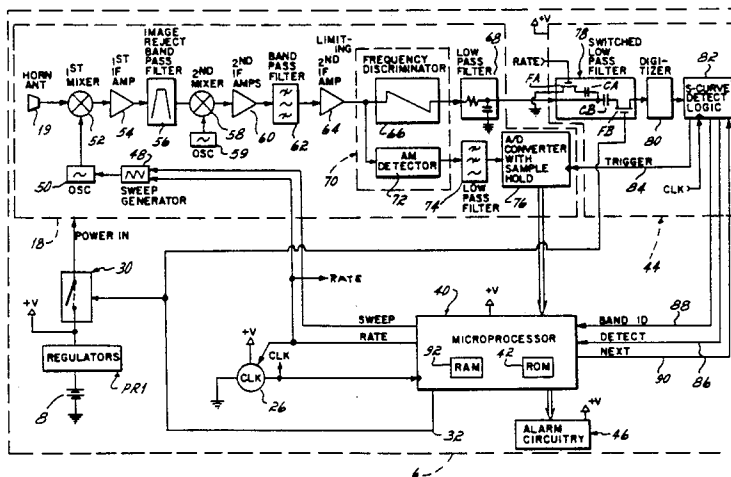 HORN ANT
19
1ST MIXER
52
1ST IF AMP
54
IMAGE REJECT BAND PASS FILTER
56
2ND MIXER
58
OSC
59
2ND IF AMPS
60
BAND PASS FILTER
62
LIMITING 2ND IF AMP
64
FREQUENCY DISCRIMINATOR
66
70
AM DETECTOR
72
LOW PASS FILTER
68
LOW PASS FILTER
74
A/D CONVERTER WITH SAMPLE HOLD
76
+V
78
RATE
SWITCHED LOW PASS FILTER
FA
CA
CB
FB
DIGITIZER
80
82
S-CURVE DETECT LOGIC
TRIGGER
84
CLK
44
OSC
50
48
SWEEP GENERATOR
18
POWER IN
30
+V
REGULATORS
PR1
8
RATE
SWEEP
RATE
+V
CLK
CLK
26
40
+V
MICROPROCESSOR
92
RAM
42
ROM
BAND ID
88
DETECT
86
NEXT
90
32
+V
ALARM CIRCUITRY
46
6